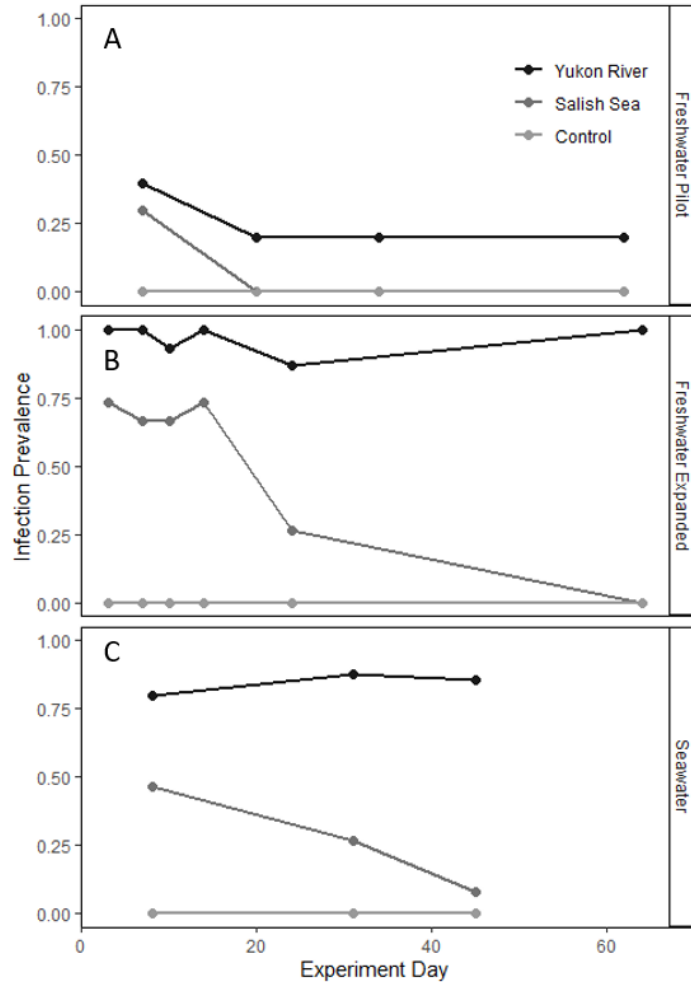 Infection Prevalence
A
1.00
0.75
0.50
0.25
0.00
Yukon River
Salish Sea
Control
Freshwater Pilot
B
1.00
0.75
0.50
0.25
0.00
Freshwater Expanded
C
1.00
0.75
0.50
0.25
0.00
Seawater
0 20 40 60
Experiment Day